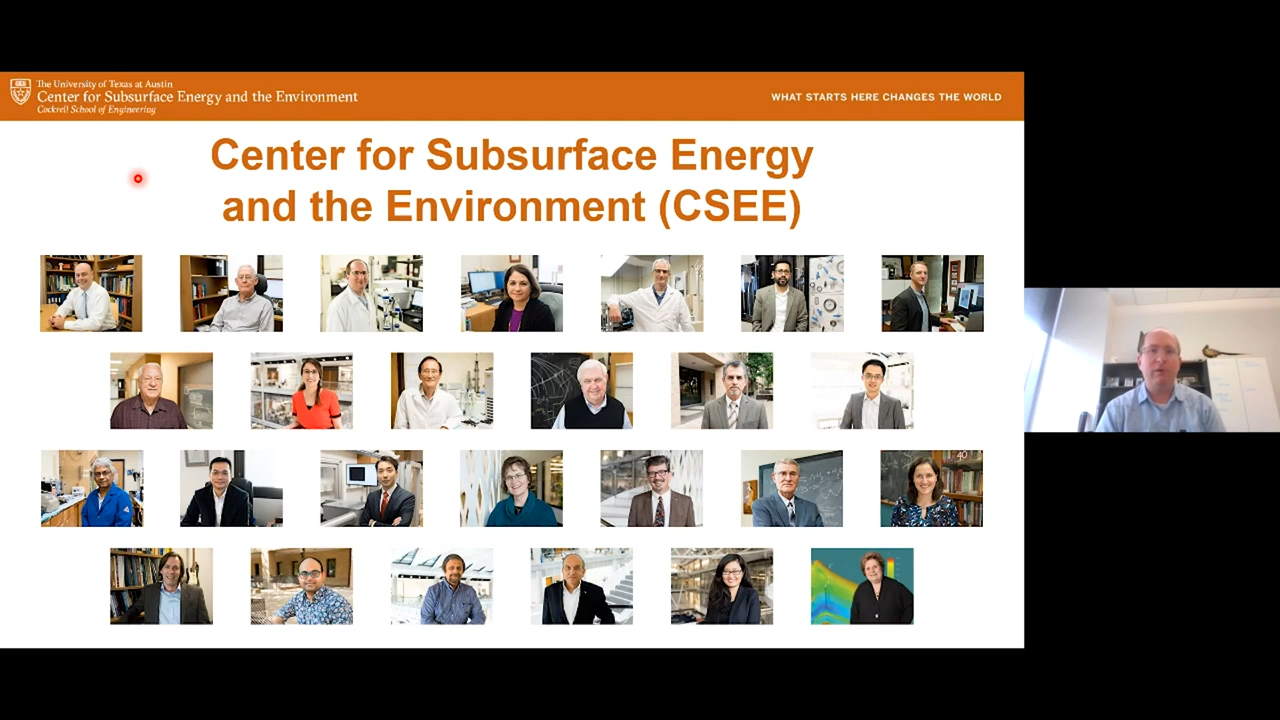 The University of Texas at Austin
Center for Subsurface Energy and the Environment
Cockrell School of Engineering
WHAT STARTS HERE CHANGES THE WORLD
Center for Subsurface Energy
and the Environment (CSEE)
40